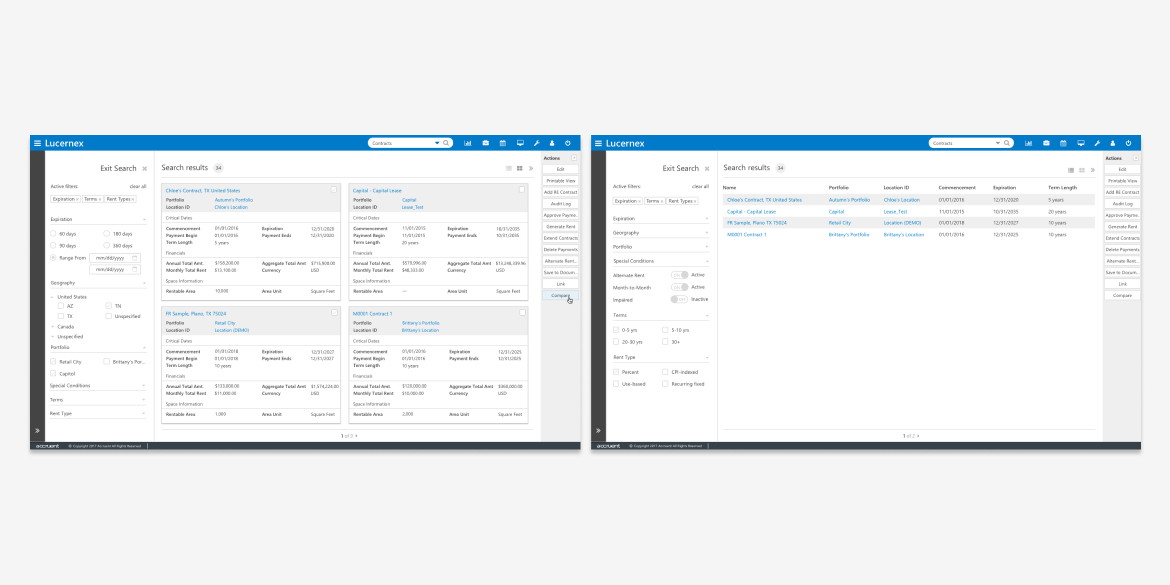 Lucernex
Contracts
Exit Search
Active filters:
clear all
Expiration x
Terms x
Rent Types x
Expiration
60 days
180 days
90 days
360 days
Range From
mm/dd/yyyy
mm/dd/yyyy
Geography
United States
AZ
TN
TX
Unspecified
Canada
Unspecified
Portfolio
Retail City
Brittany's Por...
Capitol
Special Conditions
Terms
Rent Type
Search results 34
Chloe's Contract, TX United States
Portfolio Autumn's Portfolio
Location ID Chloe's Location
Critical Dates
Commencement 01/01/2016 Expiration 12/31/2020
Payment Begin 01/01/2016 Payment Ends 12/31/2020
Term Length 5 years
Financials
Annual Total Amt. $158,200.00 Aggregate Total Amt $715,900.00
Monthly Total Rent $13,100.00 Currency USD
Space Information
Rentable Area 10,000 Area Unit Square Feet
Capital - Capital Lease
Portfolio Capital
Location ID Lease_Test
Critical Dates
Commencement 11/01/2015 Expiration 10/31/2035
Payment Begin 11/01/2015 Payment Ends 10/31/2035
Term Length 20 years
Financials
Annual Total Amt. $579,996.00 Aggregate Total Amt
Monthly Total Rent $48,333.00 Currency USD
Space Information
Rentable Area — Area Unit Square Feet
FR Sample, Plano, TX 75024
Portfolio Retail City
Location ID Location (DEMO)
Critical Dates
Commencement 01/01/2018 Expiration 12/31/2027
Payment Begin 01/01/2018 Payment Ends 12/31/2027
Term Length 10 years
Financials
Annual Total Amt. $133,000.00 Aggregate Total Amt $1,574,224.00
Monthly Total Rent $11,000.00 Currency USD
Space Information
Rentable Area 1,000 Area Unit Square Feet
M0001 Contract 1
Portfolio Brittany's Portfolio
Location ID Brittany's Location
Critical Dates
Commencement 01/01/2016 Expiration 12/31/2025
Payment Begin 01/01/2016 Payment Ends 12/31/2025
Term Length 10 years
Financials
Annual Total Amt. $120,000.00 Aggregate Total Amt $360,000.00
Monthly Total Rent $10,000.00 Currency USD
Space Information
Rentable Area 2,000 Area Unit Square Feet
1 of 3
Actions
Edit
Printable View
Add RE Contract
Audit Log
Approve Payme..
Generate Rent
Extend Contracts
Delete Payments
Alternate Rent..
Save to Docum..
Link
Compare
accruent © Copyright 2017 Accruent All Rights Reserved
Lucernex
Contracts
Exit Search
Active filters:
clear all
Expiration x
Terms x
Rent Types x
Expiration
Georgraphy
Portfolio
Special Conditions
Alternate Rent ON Active
Month-to-Month ON Active
Impaired OFF Inactive
Terms
0-5 yrs
5-10 yrs
20-30 yrs
30+
Rent Type
Percent
CPI-indexed
Use-based
Recurring fixed
Search results 34
Name Portfolio Location ID Commencement Expiration Term Length
Chloe's Contract, TX United States Autumn's Portfolio Chloe's Location 01/01/2016 12/31/2020 5 years
Capital - Capital Lease Capital Lease_Test 11/01/2015 10/31/2035 20 years
FR Sample, Plano TX 75024 Retail City Location (DEMO) 01/01/2018 12/31/2027 10 years
M0001 Contract 1 Brittany's Portfolio Brittany's Location 01/01/2016 12/31/2025 10 years
Actions
Edit
Printable View
Add RE Contract
Audit Log
Approve Payme..
Generate Rent
Extend Contracts
Delete Payments
Alternate Rent..
Save to Docum..
Link
Compare
accruent © Copyright 2017 Accruent All Rights Reserved